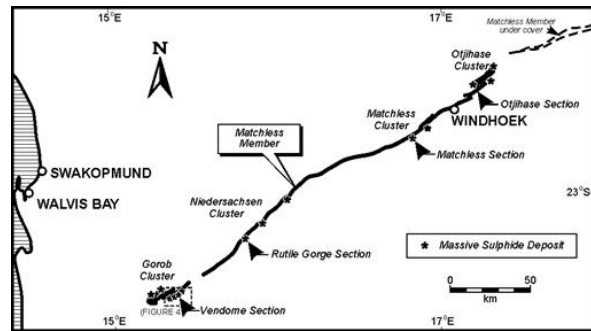 15°E
17°E
Matchless Member
under cover
N
Otjihase
Cluster
Otjihase Section
WINDHOEK
Matchless
Cluster
Matchless Section
Matchless
Member
SWAKOPMUND
WALVIS BAY
23°S
Niedersachsen
Cluster
Rutile Gorge Section
★ Massive Sulphide Deposit
Gorob
Cluster
(FIGURE 4)
Vendome Section
0 50
km
15°E
17°E